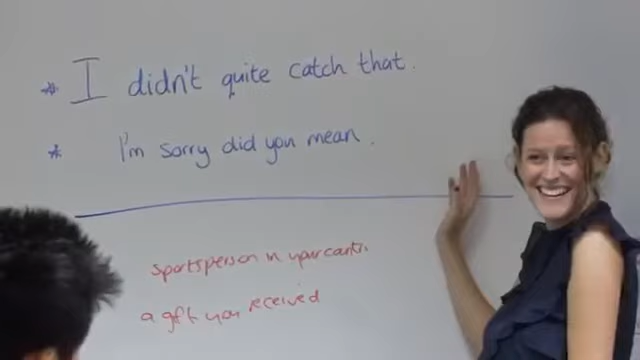 * I didn't quite catch that.
* I'm sorry did you mean.
sportsperson in your
a gift you received